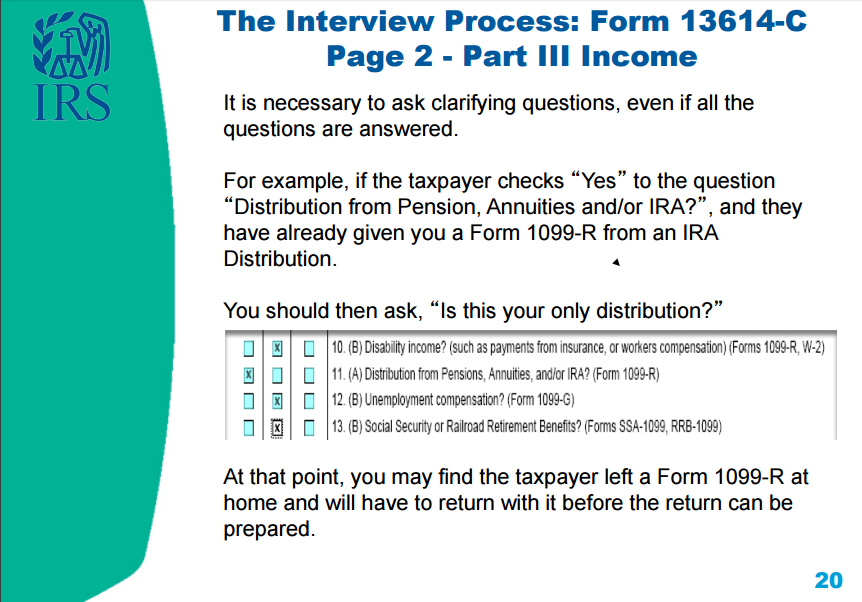 The Interview Process: Form 13614-C
Page 2 - Part III Income
IRS
It is necessary to ask clarifying questions, even if all the
questions are answered.
For example, if the taxpayer checks “Yes” to the question
“Distribution from Pension, Annuities and/or IRA?”, and they
have already given you a Form 1099-R from an IRA
Distribution.
You should then ask, “Is this your only distribution?”
X 10. (B) Disability income? (such as payments from insurance, or workers compensation) (Forms 1099-R, W-2)
X 11. (A) Distribution from Pensions, Annuities, and/or IRA? (Form 1099-R)
X 12. (B) Unemployment compensation? (Form 1099-G)
X 13. (B) Social Security or Railroad Retirement Benefits? (Forms SSA-1099, RRB-1099)
At that point, you may find the taxpayer left a Form 1099-R at
home and will have to return with it before the return can be
prepared.
20